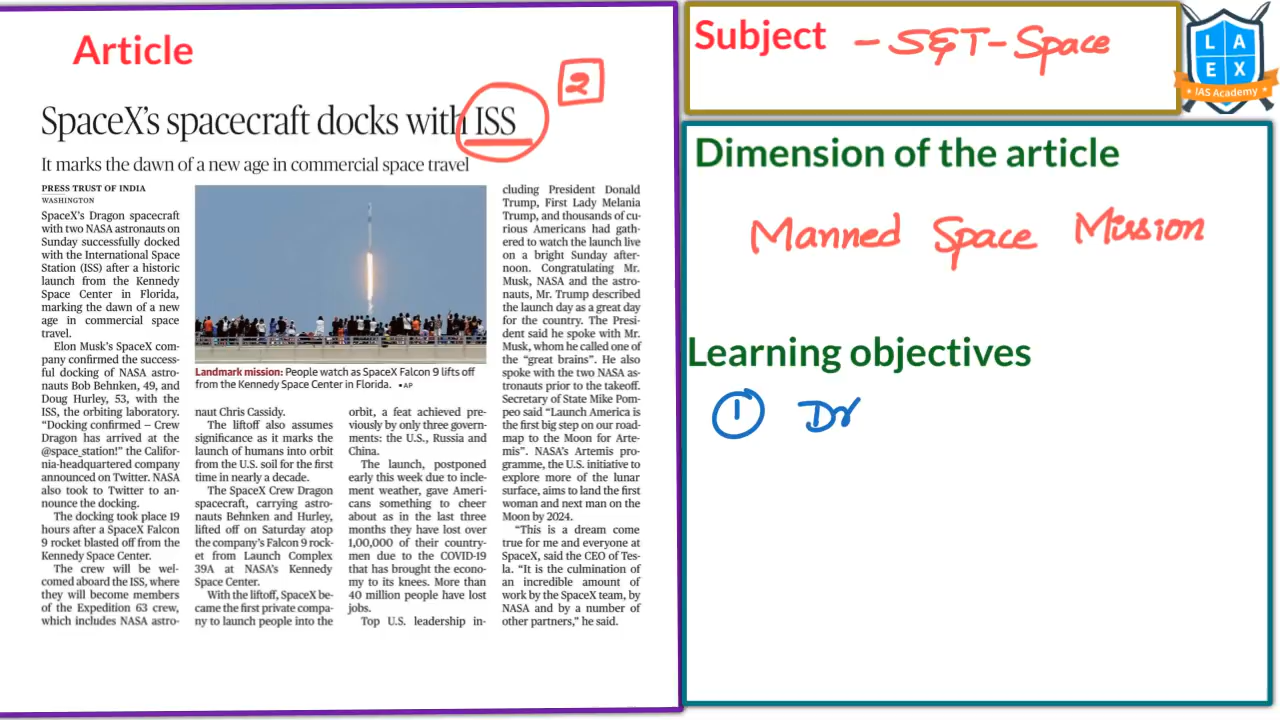 Article
2
SpaceX's spacecraft docks with ISS
It marks the dawn of a new age in commercial space travel
PRESS TRUST OF INDIA
WASHINGTON
SpaceX's Dragon spacecraft
with two NASA astronauts on
Sunday successfully docked
with the International Space
Station (ISS) after a historic
launch from the Kennedy
Space Center in Florida,
marking the dawn of a new
age in commercial space
travel.
Elon Musk's SpaceX com-
pany confirmed the success-
ful docking of NASA astro-
nauts Bob Behnken, 49, and
Doug Hurley, 53, with the
ISS, the orbiting laboratory.
"Docking confirmed – Crew
Dragon has arrived at the
@space_station!" the Califor-
nia-headquartered company
announced on Twitter. NASA
also took to Twitter to an-
nounce the docking.
The docking took place 19
hours after a SpaceX Falcon
9 rocket blasted off from the
Kennedy Space Center.
The crew will be wel-
comed aboard the ISS, where
they will become members
of the Expedition 63 crew,
which includes NASA astro-
Landmark mission: People watch as SpaceX Falcon 9 lifts off
from the Kennedy Space Center in Florida. •AP
naut Chris Cassidy.
The liftoff also assumes
significance as it marks the
launch of humans into orbit
from the U.S. soil for the first
time in nearly a decade.
The SpaceX Crew Dragon
spacecraft, carrying astro-
nauts Behnken and Hurley,
lifted off on Saturday atop
the company's Falcon 9 rock-
et from Launch Complex
39A at NASA's Kennedy
Space Center.
With the liftoff, SpaceX be-
came the first private compa-
ny to launch people into the
orbit, a feat achieved pre-
viously by only three govern-
ments: the U.S., Russia and
China.
The launch, postponed
early this week due to incle-
ment weather, gave Ameri-
cans something to cheer
about as in the last three
months they have lost over
1,00,000 of their country-
men due to the COVID-19
that has brought the econo-
my to its knees. More than
40 million people have lost
jobs.
Top U.S. leadership in-
cluding President Donald
Trump, First Lady Melania
Trump, and thousands of cu-
rious Americans had gath-
ered to watch the launch live
on a bright Sunday after-
noon. Congratulating Mr.
Musk, NASA and the astro-
nauts, Mr. Trump described
the launch day as a great day
for the country. The Presi-
dent said he spoke with Mr.
Musk, whom he called one of
the "great brains". He also
spoke with the two NASA as-
tronauts prior to the takeoff.
Secretary of State Mike Pom-
peo said "Launch America is
the first big step on our road-
map to the Moon for Arte-
mis". NASA's Artemis pro-
gramme, the U.S. initiative to
explore more of the lunar
surface, aims to land the first
woman and next man on the
Moon by 2024.
"This is a dream come
true for me and everyone at
SpaceX, said the CEO of Tes-
la. "It is the culmination of
an incredible amount of
work by the SpaceX team, by
NASA and by a number of
other partners," he said.
Subject - S&T - Space
L A
E X
IAS Academy
Dimension of the article
Manned Space Mission
Learning objectives
1 Dr